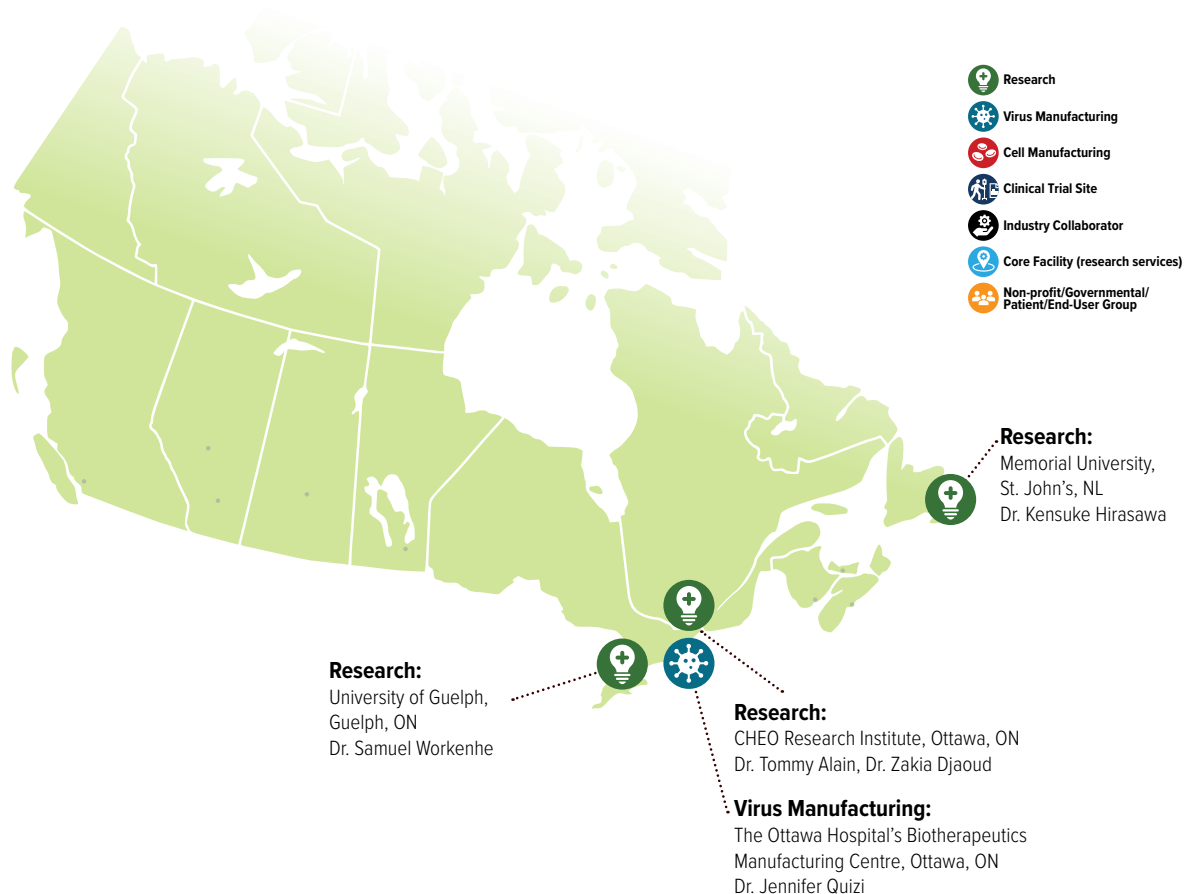 Research
Virus Manufacturing
Cell Manufacturing
Clinical Trial Site
Industry Collaborator
Core Facility (research services)
Non-profit/Governmental/
Patient/End-User Group
Research:
Memorial University,
St. John’s, NL
Dr. Kensuke Hirasawa
Research:
University of Guelph,
Guelph, ON
Dr. Samuel Workenhe
Research:
CHEO Research Institute, Ottawa, ON
Dr. Tommy Alain, Dr. Zakia Djaoud
Virus Manufacturing:
The Ottawa Hospital’s Biotherapeutics
Manufacturing Centre, Ottawa, ON
Dr. Jennifer Quizi